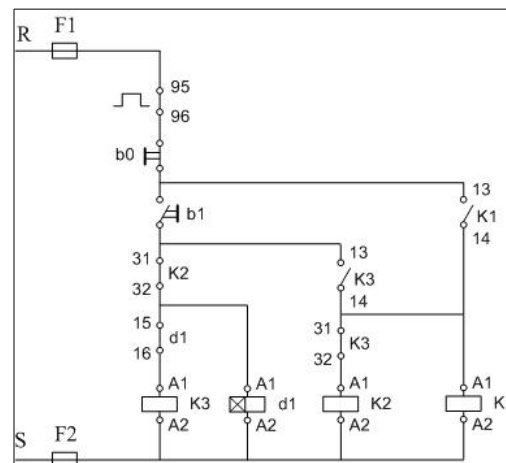 R F1
95
96
b0
13
b1
K1
14
31
K2
13
32
K3
14
15
d1
31
16
K3
32
A1 A1 A1 A1
K3 d1 K2 K
A2 A2 A2 A2
S F2